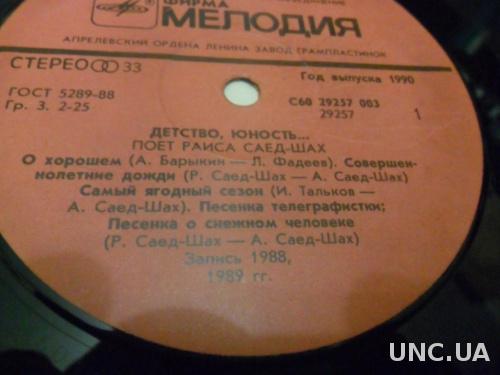 ФИРМА
МЕЛОДИЯ
АПРЕЛЕВСКИЙ ОРДЕНА ЛЕНИНА ЗАВОД ГРАМПЛАСТИНОК
СТЕРЕО 33
Год выпуска 1990
ГОСТ 5289-88
Гр. 3. 2-25
С60 29257 003
29257
1
ДЕТСТВО, ЮНОСТЬ...
ПОЕТ РАИСА САЕД-ШАХ
О хорошем (А. Барыкин — Л. Фадеев). Совершен-
нолетние дожди (Р. Саед-Шах — А. Саед-Шах)
Самый ягодный сезон (И. Тальков —
А. Саед-Шах). Песенка телеграфистки;
Песенка о снежном человеке
(Р. Саед-Шах — А. Саед-Шах)
Запись 1988,
1989 гг.
UNC.UA